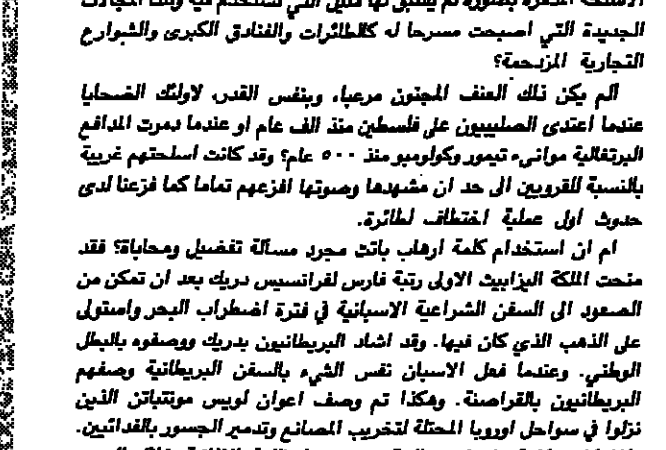 الجديدة التي اصبحت مسرحا له كالطائرات والفنادق الكبرى والشوارع
التجارية المزدحمة؟
الم يكن ذلك العنف المجنون مرعبا، وبنفس القدر، لاولئك الضحايا
عندما اعتدى الصليبيون على فلسطين منذ الف عام او عندما دمرت المدافع
البرتغالية موانىء تيمور وكولومبو منذ ٥٠٠ عام؟ وقد كانت اسلحتهم غريبة
بالنسبة للقرويين الى حد ان مشهدها وصوتها افزعهم تماما كما فزعنا لدى
حدوث اول عملية اختطاف لطائرة.
ام ان استخدام كلمة ارهاب باتت مجرد مسألة تفضيل ومحاباة؟ فقد
منحت الملكة اليزابيث الاولى رتبة فارس لفرانسيس دريك بعد ان تمكن من
الصعود الى السفن الشراعية الاسبانية في فترة اضطراب البحر واستولى
على الذهب الذي كان فيها. وقد اشاد البريطانيون بدريك ووصفوه بالبطل
الوطني. وعندما فعل الاسبان نفس الشيء بالسفن البريطانية وصفهم
البريطانيون بالقراصنة. وهكذا تم وصف اعوان لويس مونتباتن الذين
نزلوا في سواحل اوروبا المحتلة لتخريب المصانع وتدمير الجسور بالفدائيين.